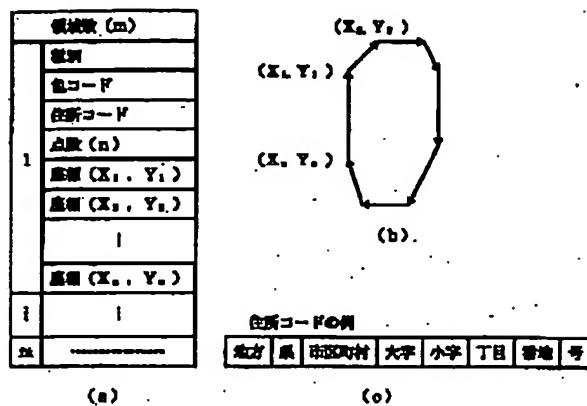 領域数 (m)
1
種別
色コード
住所コード
点数 (n)
座標 (X₁, Y₁)
座標 (X₂, Y₂)
座標 (Xₙ, Yₙ)
m
(a)
(X₂, Y₂)
(X₁, Y₁)
(Xₙ, Yₙ)
(b)
住所コードの例
地方 県 市区町村 大字 小字 丁目 番地 号
(c)